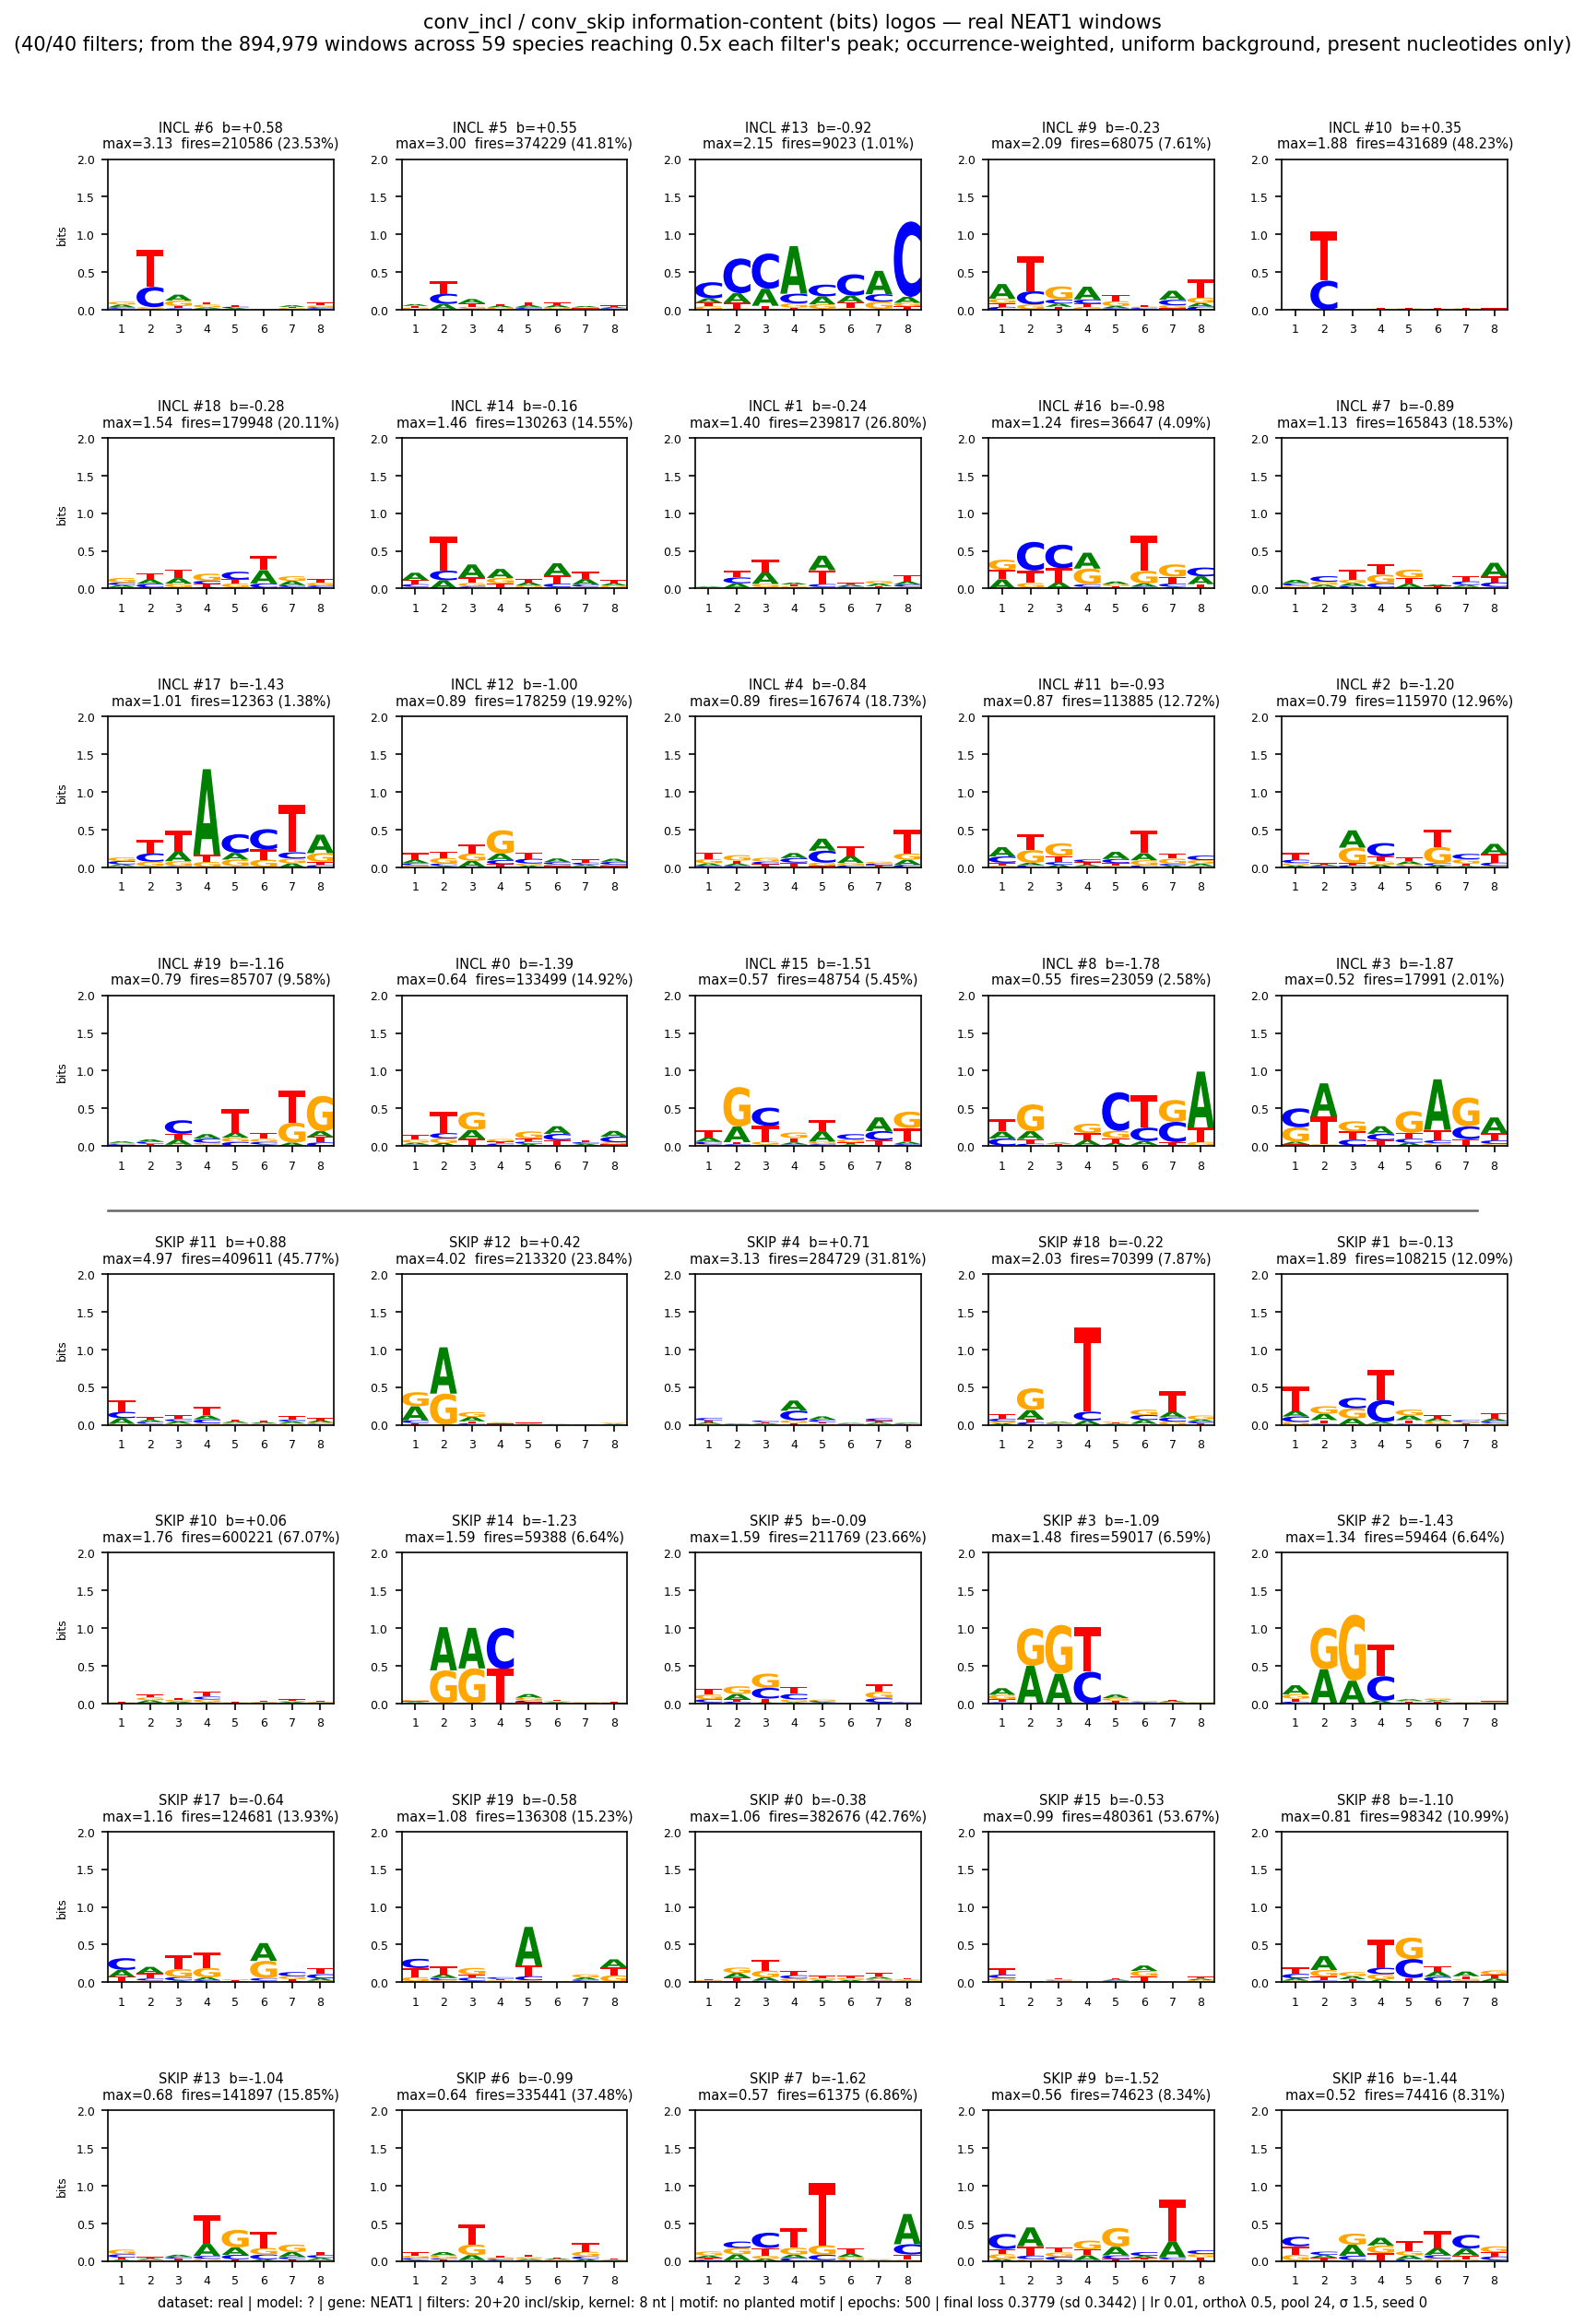 conv_incl / conv_skip information-content (bits) logos — real NEAT1 windows
(40/40 filters; from the 894,979 windows across 59 species reaching 0.5x each filter's peak; occurrence-weighted, uniform background, present nucleotides only)
INCL #6 b=+0.58
max=3.13 fires=210586 (23.53%)
INCL #5 b=+0.55
max=3.00 fires=374229 (41.81%)
INCL #13 b=-0.92
max=2.15 fires=9023 (1.01%)
INCL #9 b=-0.23
max=2.09 fires=68075 (7.61%)
INCL #10 b=+0.35
max=1.88 fires=431689 (48.23%)
INCL #18 b=-0.28
max=1.54 fires=179948 (20.11%)
INCL #14 b=-0.16
max=1.46 fires=130263 (14.55%)
INCL #1 b=-0.24
max=1.40 fires=239817 (26.80%)
INCL #16 b=-0.98
max=1.24 fires=36647 (4.09%)
INCL #7 b=-0.89
max=1.13 fires=165843 (18.53%)
INCL #17 b=-1.43
max=1.01 fires=12363 (1.38%)
INCL #12 b=-1.00
max=0.89 fires=178259 (19.92%)
INCL #4 b=-0.84
max=0.89 fires=167674 (18.73%)
INCL #11 b=-0.93
max=0.87 fires=113885 (12.72%)
INCL #2 b=-1.20
max=0.79 fires=115970 (12.96%)
INCL #19 b=-1.16
max=0.79 fires=85707 (9.58%)
INCL #0 b=-1.39
max=0.64 fires=133499 (14.92%)
INCL #15 b=-1.51
max=0.57 fires=48754 (5.45%)
INCL #8 b=-1.78
max=0.55 fires=23059 (2.58%)
INCL #3 b=-1.87
max=0.52 fires=17991 (2.01%)
SKIP #11 b=+0.88
max=4.97 fires=409611 (45.77%)
SKIP #12 b=+0.42
max=4.02 fires=213320 (23.84%)
SKIP #4 b=+0.71
max=3.13 fires=284729 (31.81%)
SKIP #18 b=-0.22
max=2.03 fires=70399 (7.87%)
SKIP #1 b=-0.13
max=1.89 fires=108215 (12.09%)
SKIP #10 b=+0.06
max=1.76 fires=600221 (67.07%)
SKIP #14 b=-1.23
max=1.59 fires=59388 (6.64%)
SKIP #5 b=-0.09
max=1.59 fires=211769 (23.66%)
SKIP #3 b=-1.09
max=1.48 fires=59017 (6.59%)
SKIP #2 b=-1.43
max=1.34 fires=59464 (6.64%)
SKIP #17 b=-0.64
max=1.16 fires=124681 (13.93%)
SKIP #19 b=-0.58
max=1.08 fires=136308 (15.23%)
SKIP #0 b=-0.38
max=1.06 fires=382676 (42.76%)
SKIP #15 b=-0.53
max=0.99 fires=480361 (53.67%)
SKIP #8 b=-1.10
max=0.81 fires=98342 (10.99%)
SKIP #13 b=-1.04
max=0.68 fires=141897 (15.85%)
SKIP #6 b=-0.99
max=0.64 fires=335441 (37.48%)
SKIP #7 b=-1.62
max=0.57 fires=61375 (6.86%)
SKIP #9 b=-1.52
max=0.56 fires=74623 (8.34%)
SKIP #16 b=-1.44
max=0.52 fires=74416 (8.31%)
dataset: real | model: ? | gene: NEAT1 | filters: 20+20 incl/skip, kernel: 8 nt | motif: no planted motif | epochs: 500 | final loss 0.3779 (sd 0.3442) | lr 0.01, orthoλ 0.5, pool 24, σ 1.5, seed 0